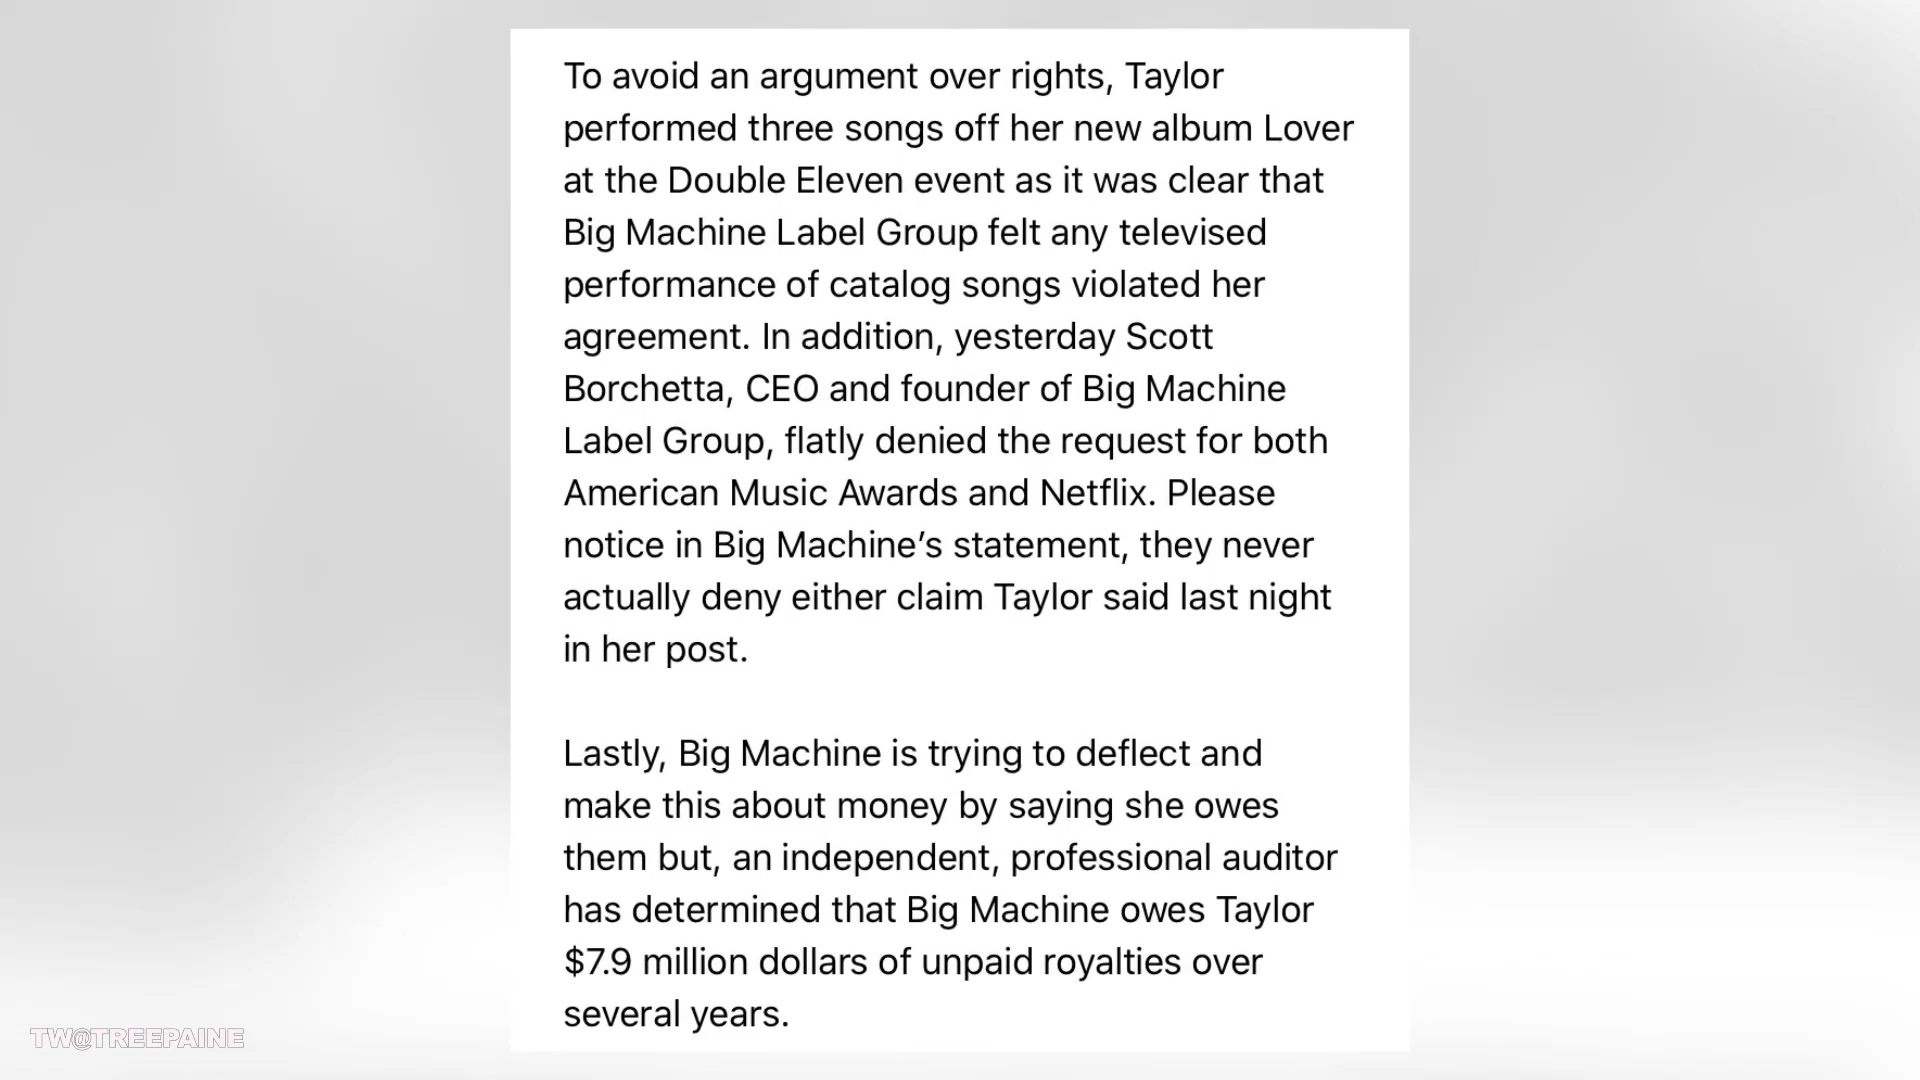 To avoid an argument over rights, Taylor
performed three songs off her new album Lover
at the Double Eleven event as it was clear that
Big Machine Label Group felt any televised
performance of catalog songs violated her
agreement. In addition, yesterday Scott
Borchetta, CEO and founder of Big Machine
Label Group, flatly denied the request for both
American Music Awards and Netflix. Please
notice in Big Machine’s statement, they never
actually deny either claim Taylor said last night
in her post.
Lastly, Big Machine is trying to deflect and
make this about money by saying she owes
them but, an independent, professional auditor
has determined that Big Machine owes Taylor
$7.9 million dollars of unpaid royalties over
several years.
TW@TREEPAINE